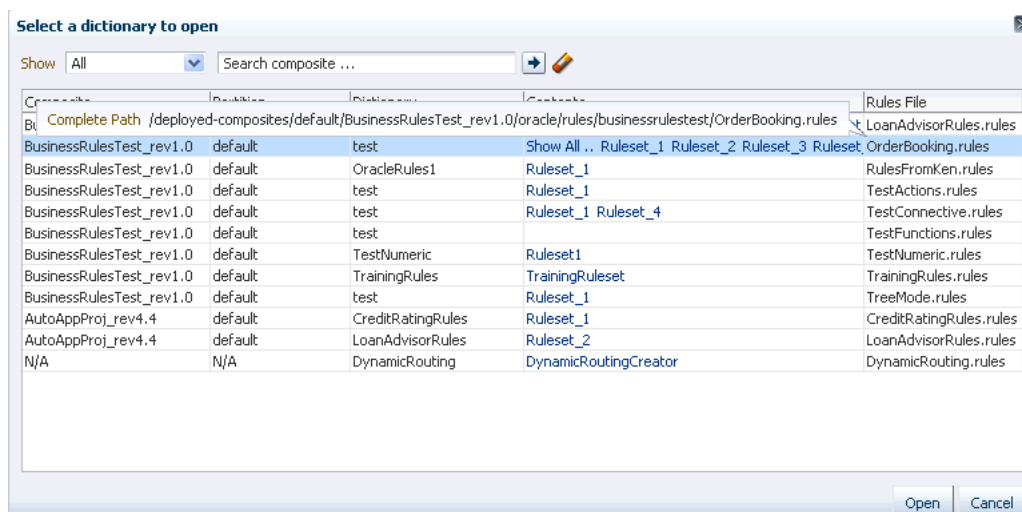 Select a dictionary to open
Show All Search composite ...
Partition Dictionary Contents Rules File
Complete Path /deployed-composites/default/BusinessRulesTest_rev1.0/oracle/rules/businessrulestest/OrderBooking.rules
LoanAdvisorRules.rules
BusinessRulesTest_rev1.0 default test Show All .. Ruleset_1 Ruleset_2 Ruleset_3 Ruleset_ OrderBooking.rules
BusinessRulesTest_rev1.0 default OracleRules1 Ruleset_1 RulesFromKen.rules
BusinessRulesTest_rev1.0 default test Ruleset_1 TestActions.rules
BusinessRulesTest_rev1.0 default test Ruleset_1 Ruleset_4 TestConnective.rules
BusinessRulesTest_rev1.0 default test TestFunctions.rules
BusinessRulesTest_rev1.0 default TestNumeric Ruleset1 TestNumeric.rules
BusinessRulesTest_rev1.0 default TrainingRules TrainingRuleset TrainingRules.rules
BusinessRulesTest_rev1.0 default test Ruleset_1 TreeMode.rules
AutoAppProj_rev4.4 default CreditRatingRules Ruleset_1 CreditRatingRules.rules
AutoAppProj_rev4.4 default LoanAdvisorRules Ruleset_2 LoanAdvisorRules.rules
N/A N/A DynamicRouting DynamicRoutingCreator DynamicRouting.rules
Open Cancel